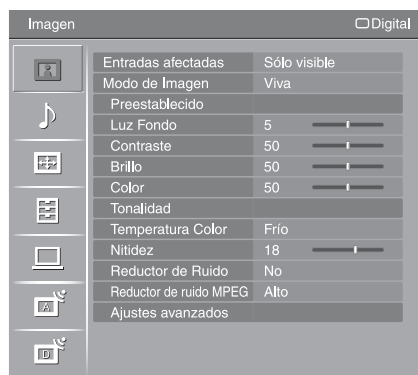 Imagen Digital
Entradas afectadas Sólo visible
Modo de Imagen Viva
Preestablecido
Luz Fondo 5
Contraste 50
Brillo 50
Color 50
Tonalidad
Temperatura Color Frío
Nitidez 18
Reductor de Ruido No
Reductor de ruido MPEG Alto
Ajustes avanzados
A
D